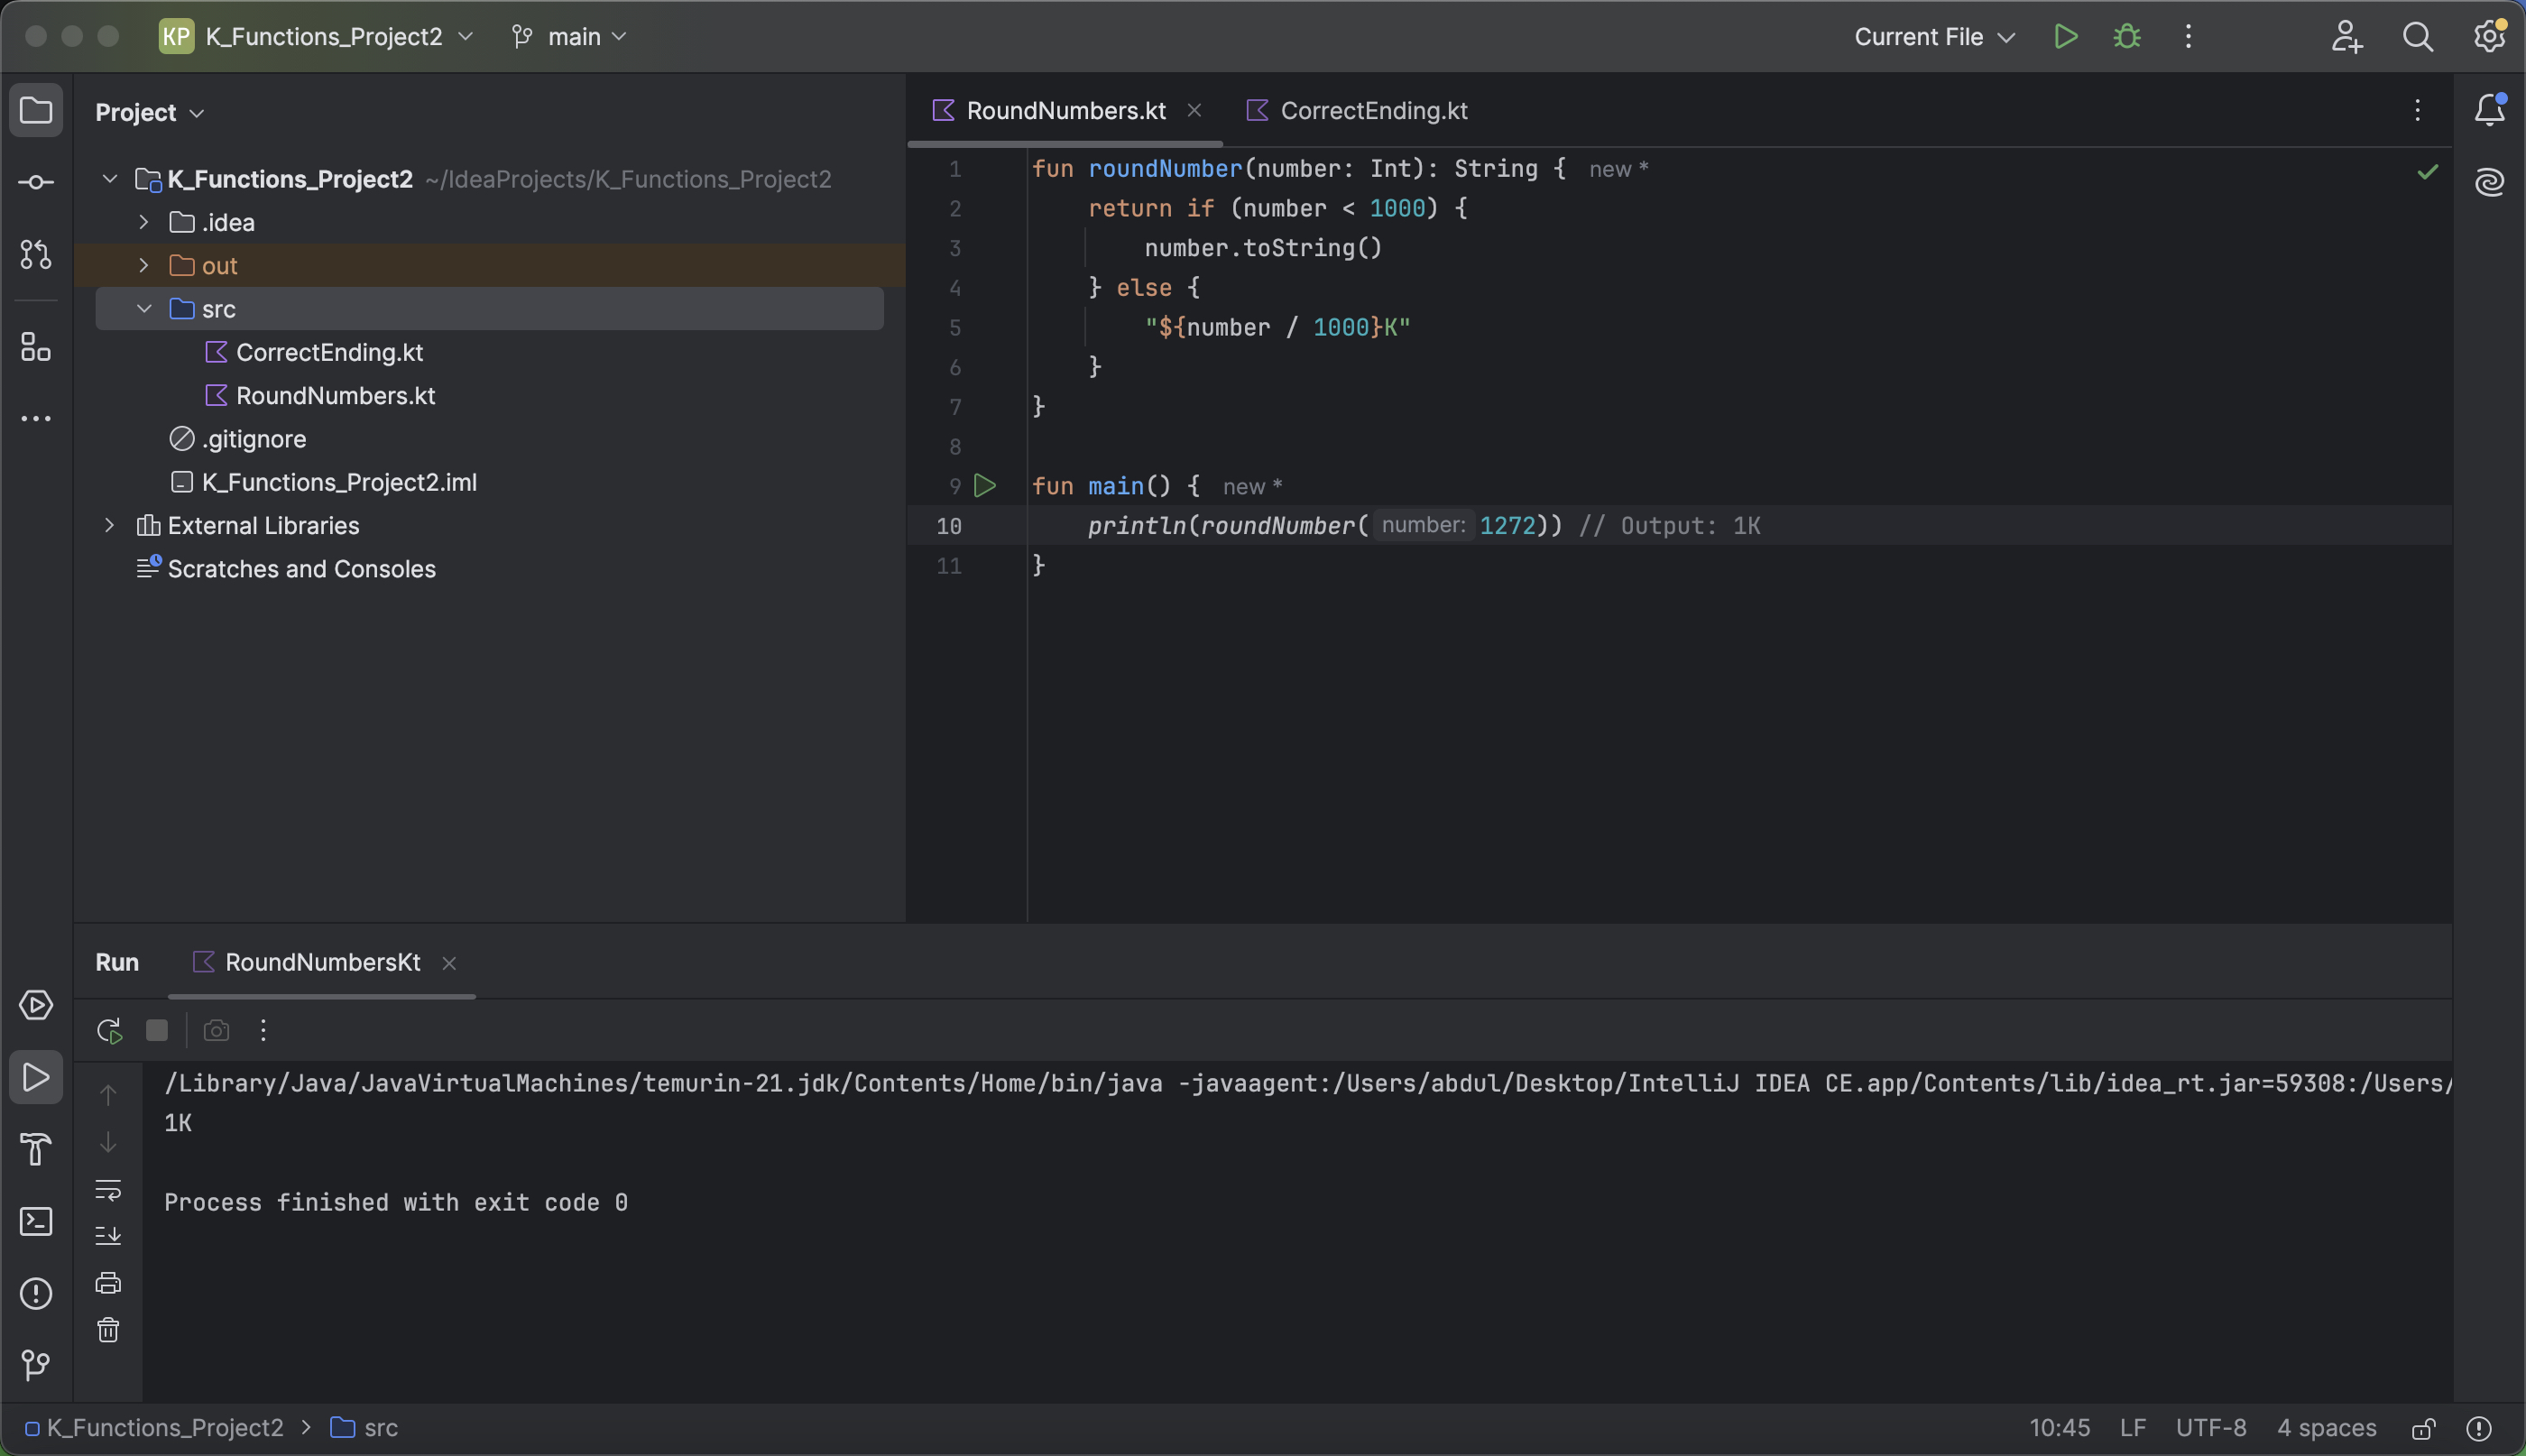 KP K_Functions_Project2 main Current File
Project
K_Functions_Project2 ~/IdeaProjects/K_Functions_Project2
.idea
out
src
CorrectEnding.kt
RoundNumbers.kt
.gitignore
K_Functions_Project2.iml
External Libraries
Scratches and Consoles
RoundNumbers.kt CorrectEnding.kt
1 fun roundNumber(number: Int): String { new *
2 return if (number < 1000) {
3 number.toString()
4 } else {
5 "${number / 1000}K"
6 }
7 }
8
9 fun main() { new *
10 println(roundNumber( number: 1272)) // Output: 1K
11 }
Run RoundNumbersKt
/Library/Java/JavaVirtualMachines/temurin-21.jdk/Contents/Home/bin/java -javaagent:/Users/abdul/Desktop/IntelliJ IDEA CE.app/Contents/lib/idea_rt.jar=59308:/Users/
1K
Process finished with exit code 0
K_Functions_Project2 > src 10:45 LF UTF-8 4 spaces